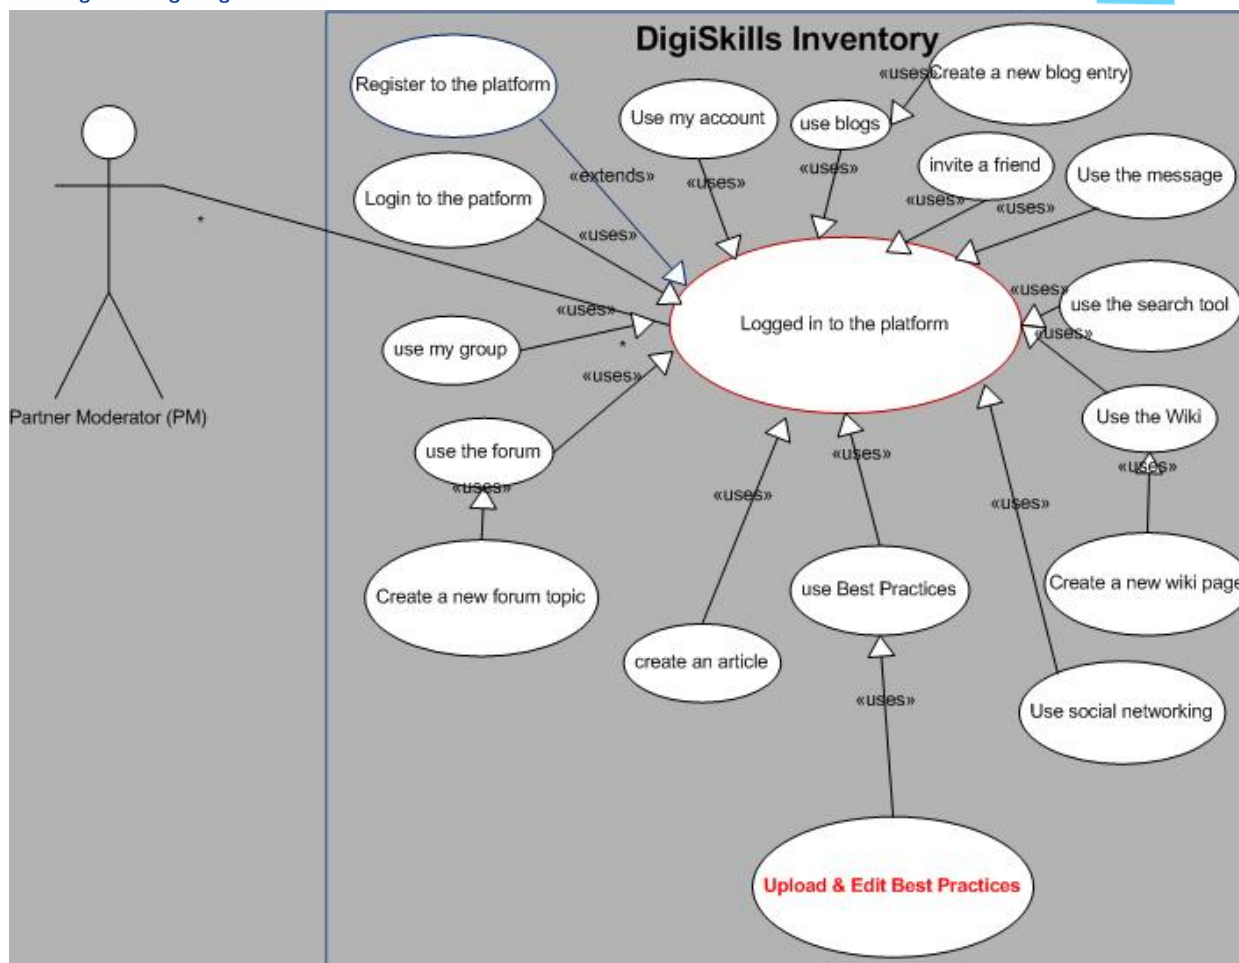 DigiSkills Inventory
Register to the platform
Use my account
«uses»
Create a new blog entry
use blogs
«uses»
invite a friend
Use the message
«extends»
«uses»
«uses»
«uses»
Login to the patform
*
«uses»
«uses»
use the search tool
Logged in to the platform
«uses»
«uses»
use my group
*
«uses»
Use the Wiki
Partner Moderator (PM)
use the forum
«uses»
«uses»
«uses»
«uses»
«uses»
Create a new forum topic
use Best Practices
Create a new wiki page
create an article
«uses»
Use social networking
Upload & Edit Best Practices